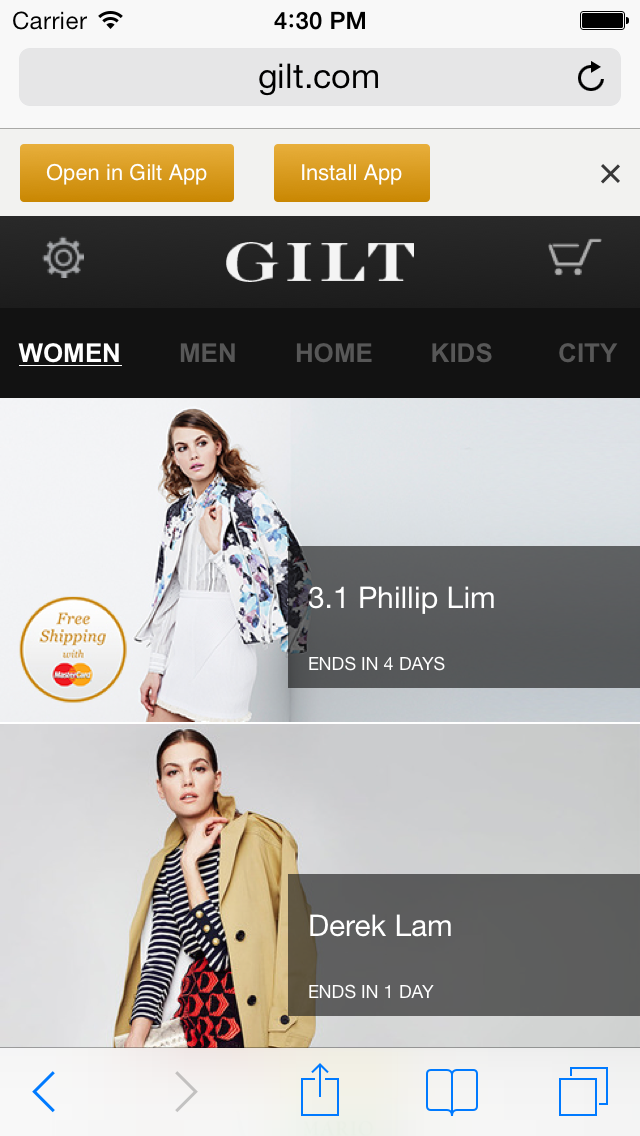 Carrier 4:30 PM
gilt.com
Open in Gilt App Install App
GILT
WOMEN MEN HOME KIDS CITY
3.1 Phillip Lim
ENDS IN 4 DAYS
Free
Shipping
with
MasterCard
Derek Lam
ENDS IN 1 DAY